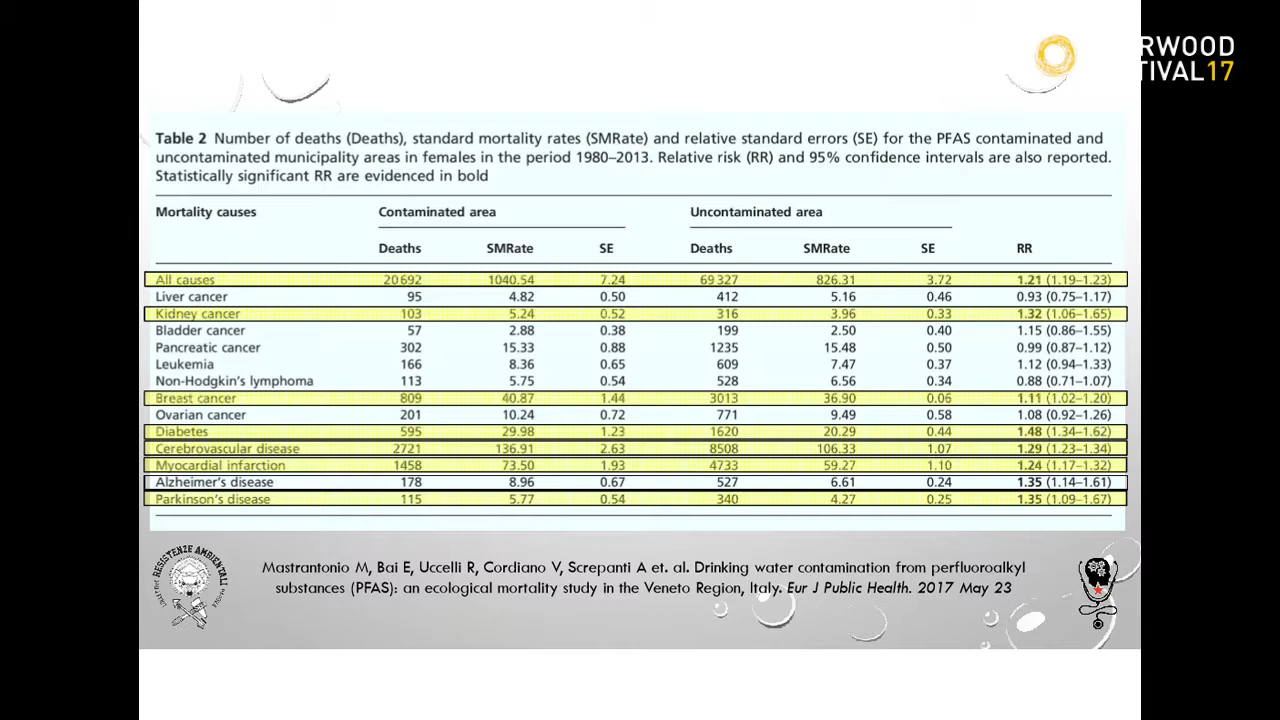 RWOOD
TIVAL17
Table 2 Number of deaths (Deaths), standard mortality rates (SMRate) and relative standard errors (SE) for the PFAS contaminated and
uncontaminated municipality areas in females in the period 1980–2013. Relative risk (RR) and 95% confidence intervals are also reported.
Statistically significant RR are evidenced in bold
Mortality causes Contaminated area Uncontaminated area
Deaths SMRate SE Deaths SMRate SE RR
All causes 20 692 1040.54 7.24 69 327 826.31 3.72 1.21 (1.19–1.23)
Liver cancer 95 4.82 0.50 412 5.16 0.46 0.93 (0.75–1.17)
Kidney cancer 103 5.24 0.52 316 3.96 0.33 1.32 (1.06–1.65)
Bladder cancer 57 2.88 0.38 199 2.50 0.40 1.15 (0.86–1.55)
Pancreatic cancer 302 15.33 0.88 1235 15.48 0.50 0.99 (0.87–1.12)
Leukemia 166 8.36 0.65 609 7.47 0.37 1.12 (0.94–1.33)
Non-Hodgkin's lymphoma 113 5.75 0.54 528 6.56 0.34 0.88 (0.71–1.07)
Breast cancer 809 40.87 1.44 3013 36.90 0.06 1.11 (1.02–1.20)
Ovarian cancer 201 10.24 0.72 771 9.49 0.58 1.08 (0.92–1.26)
Diabetes 595 29.98 1.23 1620 20.29 0.44 1.48 (1.34–1.62)
Cerebrovascular disease 2721 136.91 2.63 8508 106.33 1.07 1.29 (1.23–1.34)
Myocardial infarction 1458 73.50 1.93 4733 59.27 1.10 1.24 (1.17–1.32)
Alzheimer's disease 178 8.96 0.67 527 6.61 0.24 1.35 (1.14–1.61)
Parkinson's disease 115 5.77 0.54 340 4.27 0.25 1.35 (1.09–1.67)
RESISTENZE AMBIENTALI
Mastrantonio M, Bai E, Uccelli R, Cordiano V, Screpanti A et. al. Drinking water contamination from perfluoroalkyl
substances (PFAS): an ecological mortality study in the Veneto Region, Italy. Eur J Public Health. 2017 May 23